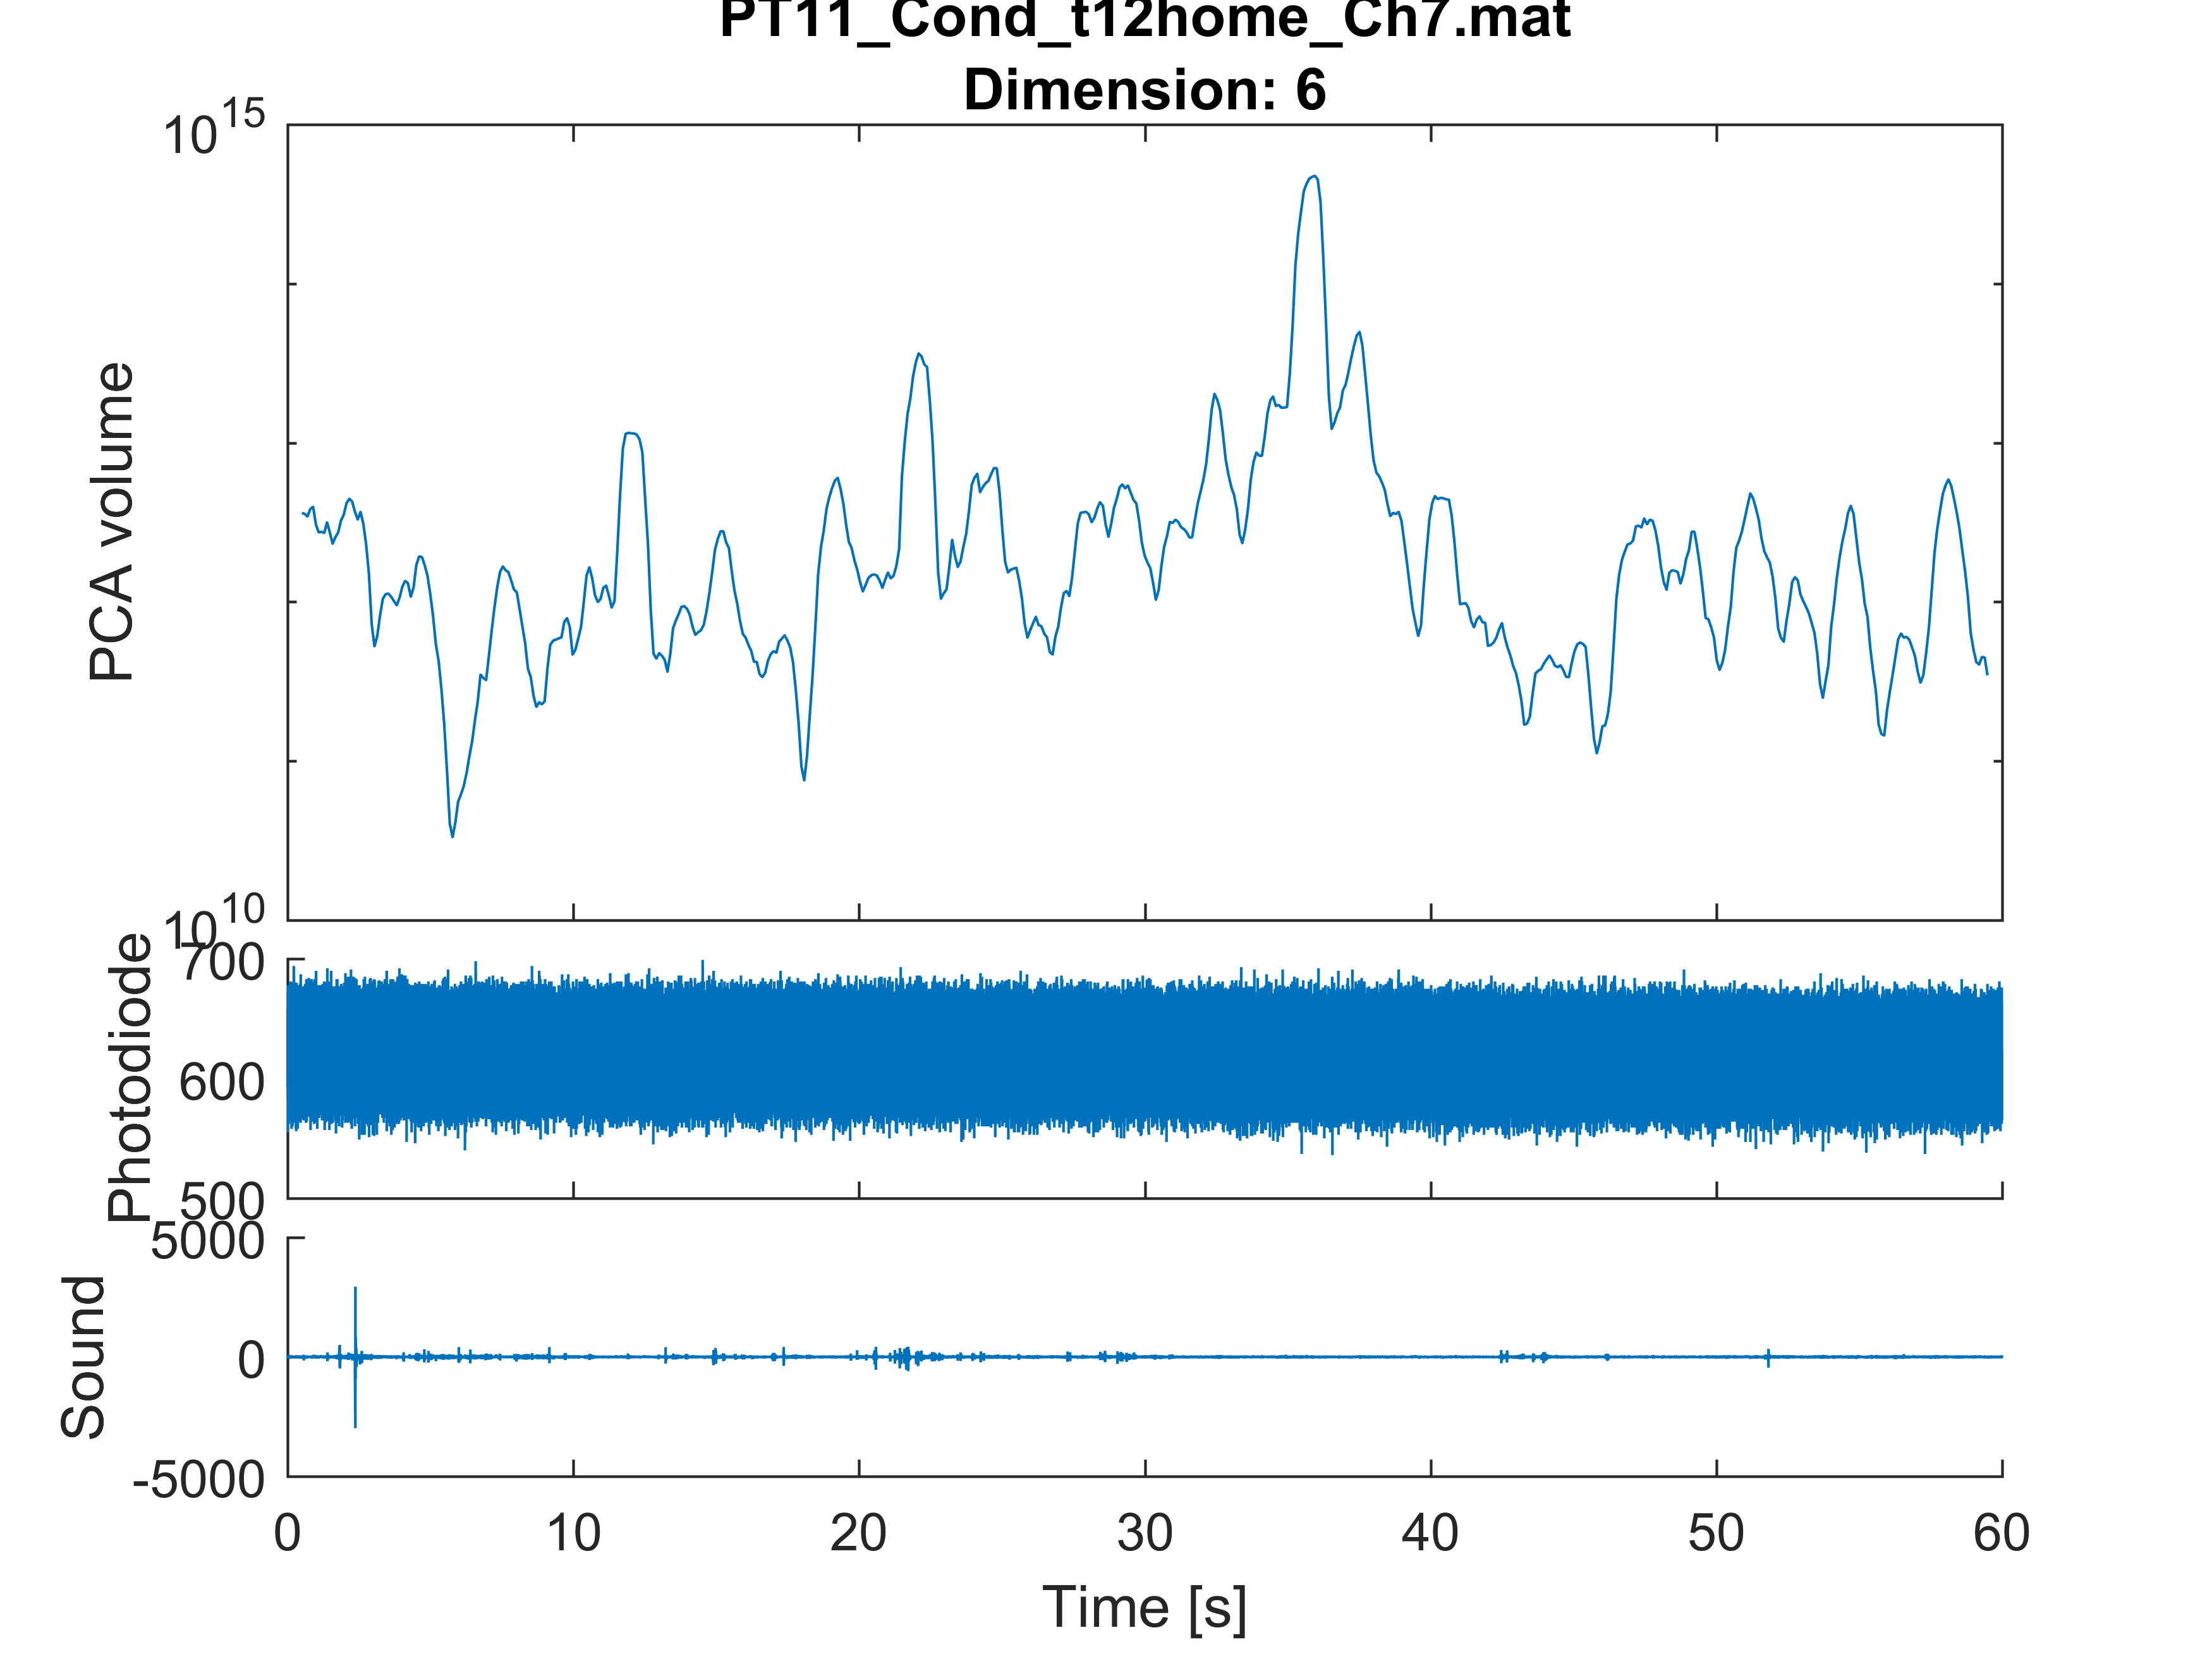 PT11_Cond_t12home_Ch7.mat
Dimension: 6
10^15
PCA volume
10^10
700
Photodiode
600
500
5000
Sound
0
-5000
0 10 20 30 40 50 60
Time [s]